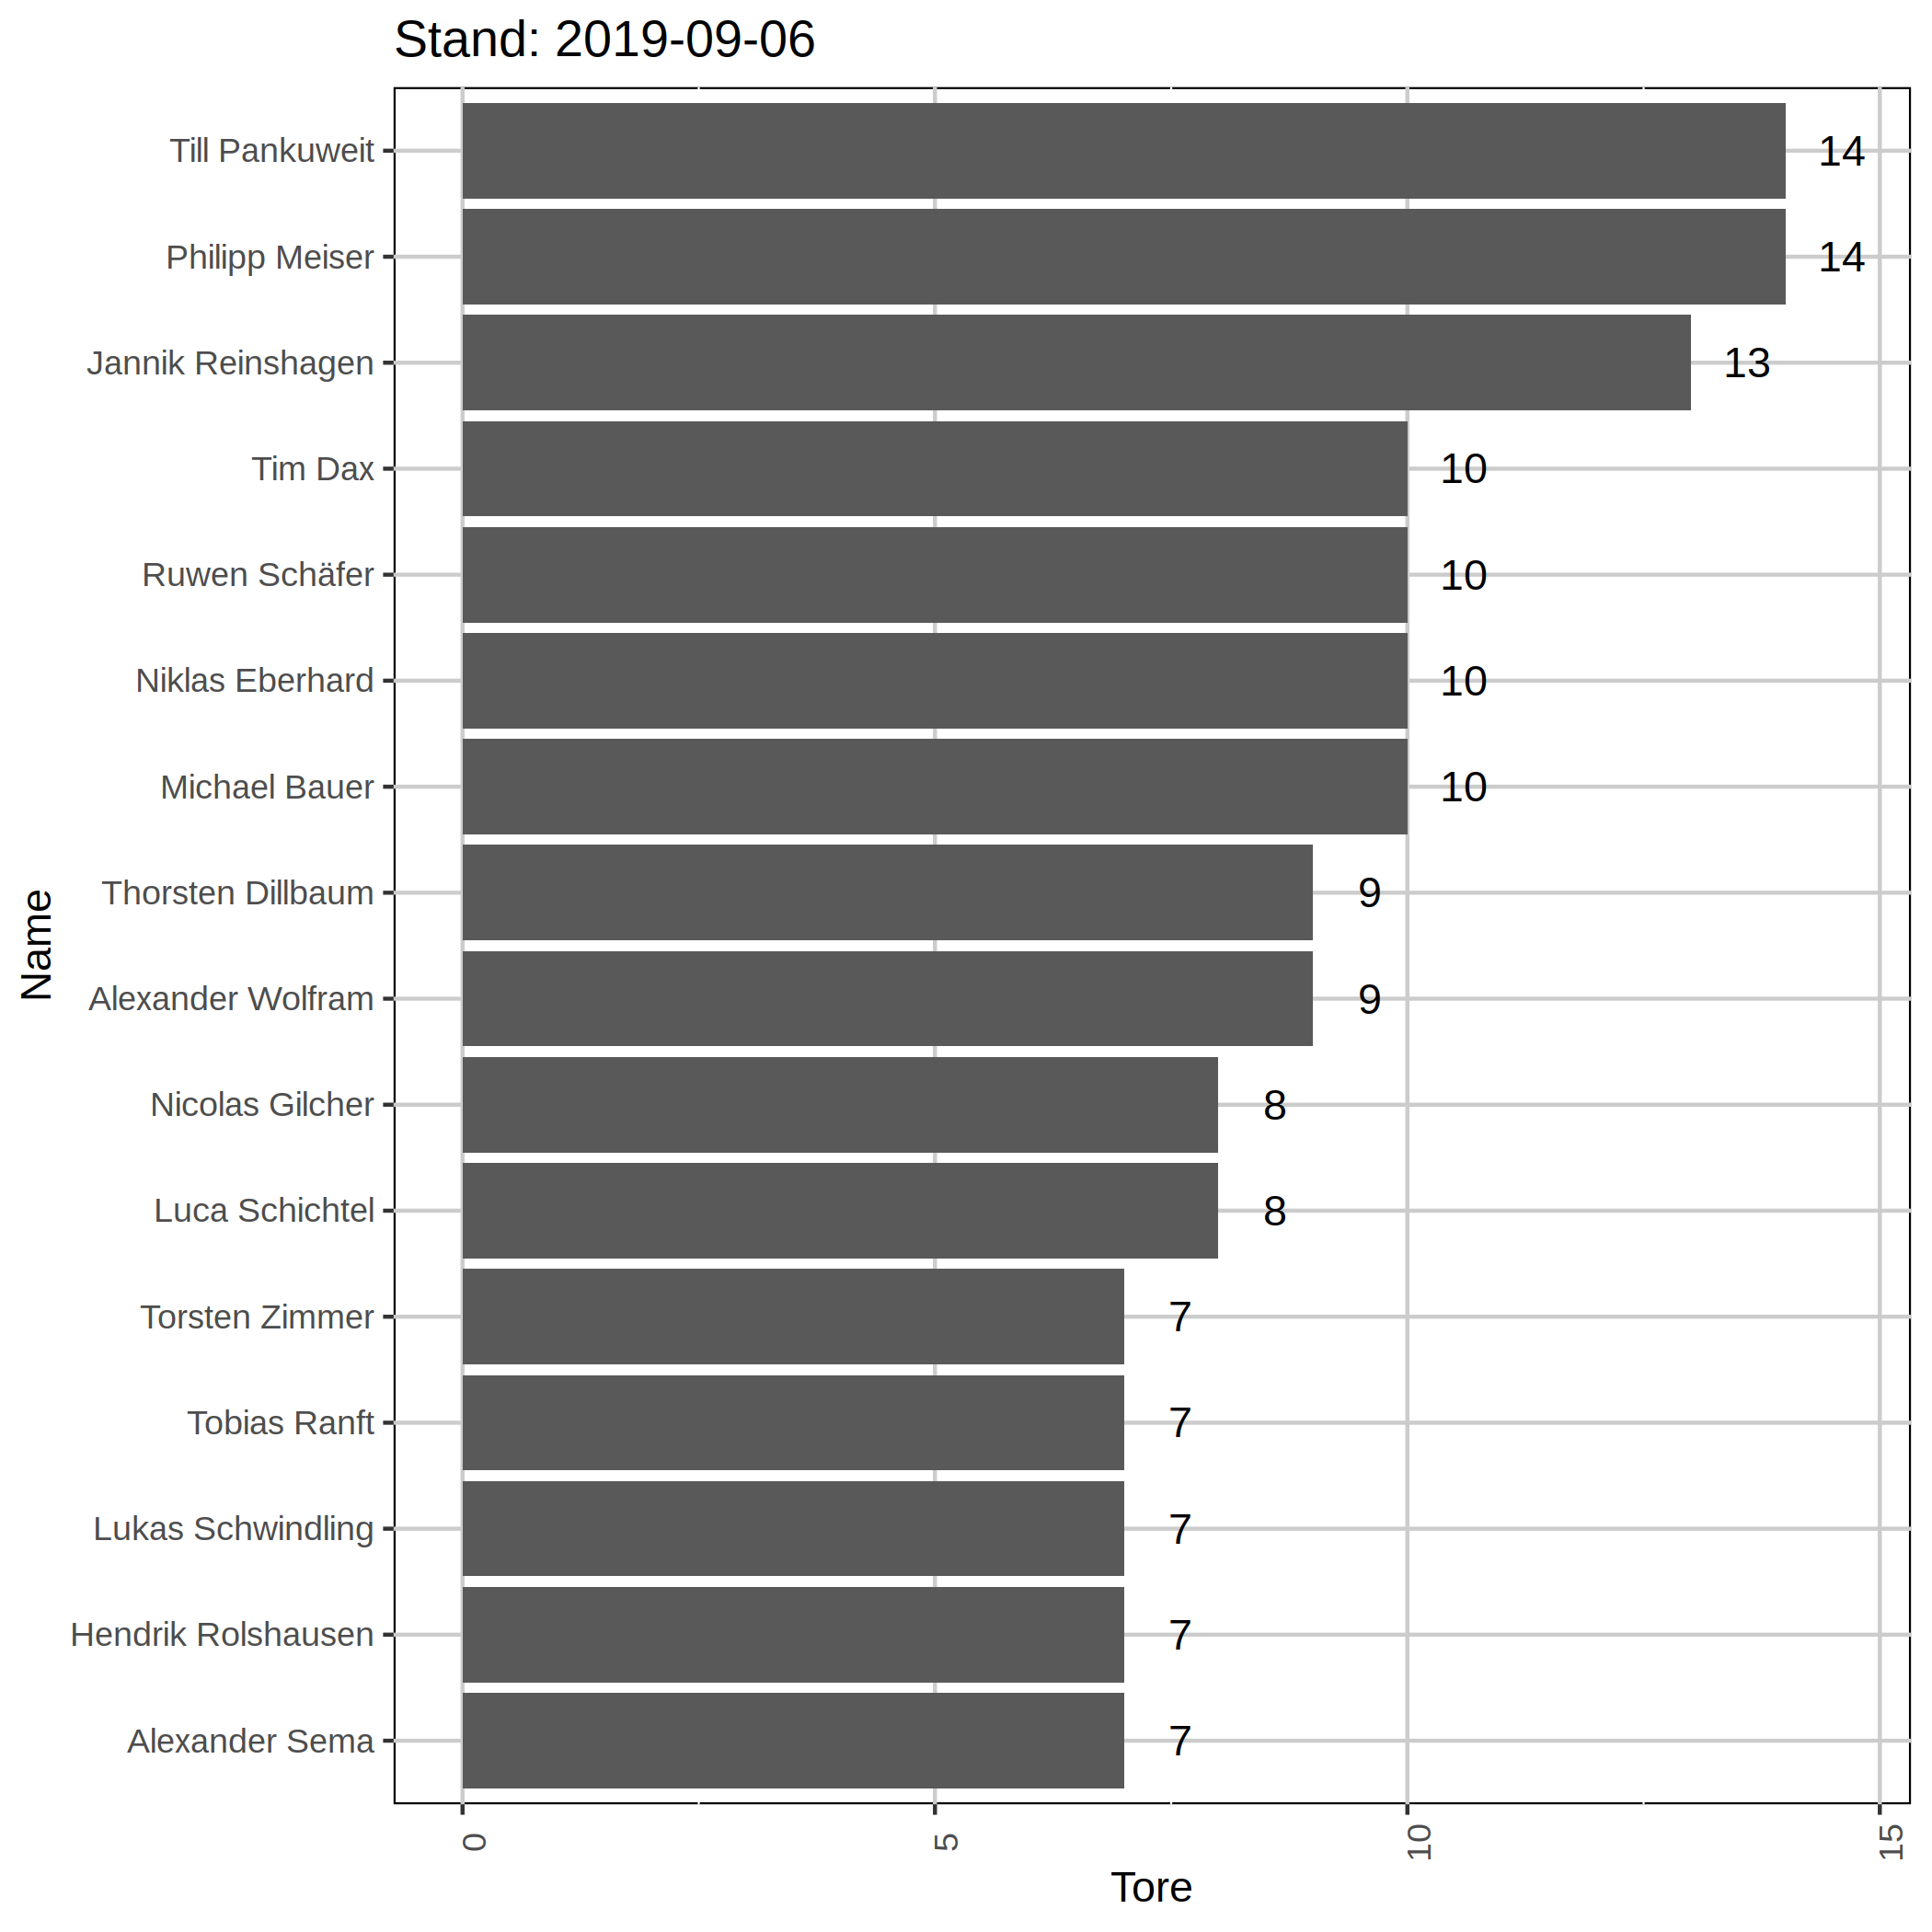 Stand: 2019-09-06
Till Pankuweit 14
Philipp Meiser 14
Jannik Reinshagen 13
Tim Dax 10
Ruwen Schäfer 10
Niklas Eberhard 10
Michael Bauer 10
Thorsten Dillbaum 9
Alexander Wolfram 9
Nicolas Gilcher 8
Luca Schichtel 8
Torsten Zimmer 7
Tobias Ranft 7
Lukas Schwindling 7
Hendrik Rolshausen 7
Alexander Sema 7
Name
0 5 10 15
Tore